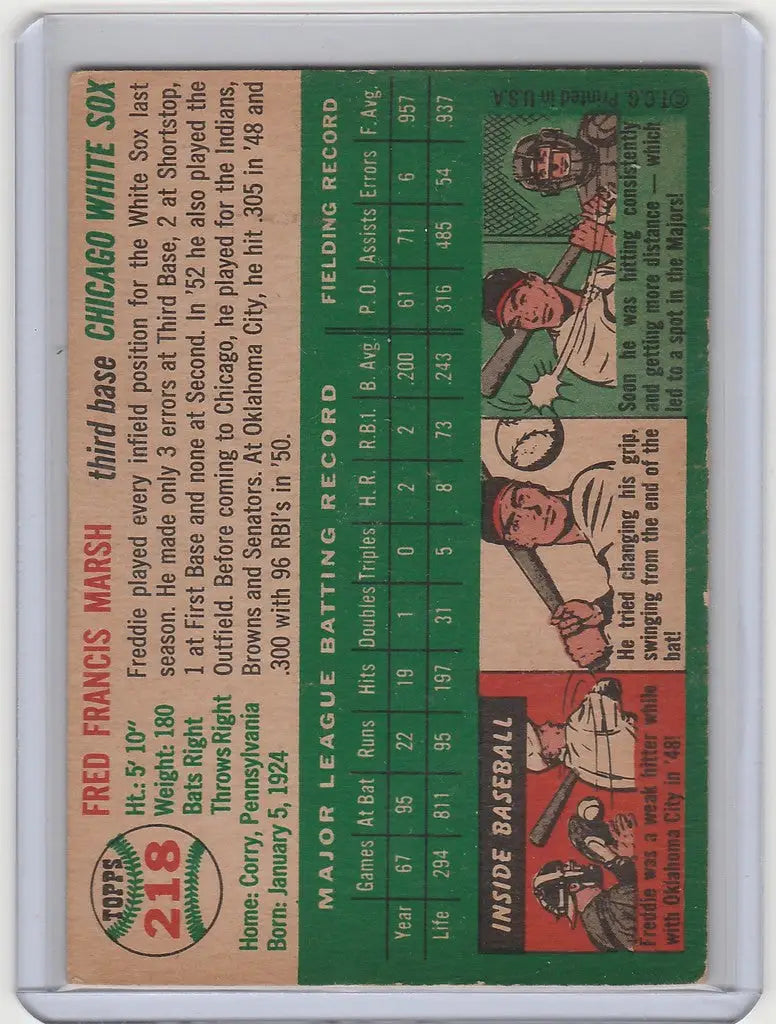 TOPPS
218
FRED FRANCIS MARSH third base CHICAGO WHITE SOX
Ht.: 5' 10"
Weight: 180
Bats Right
Throws Right
Home: Corry, Pennsylvania
Born: January 5, 1924
Freddie played every infield position for the White Sox last
season. He made only 3 errors at Third Base, 2 at Shortstop,
1 at First Base and none at Second. In '52 he also played the
Outfield. Before coming to Chicago, he played for the Indians,
Browns and Senators. At Oklahoma City, he hit .305 in '48 and
.300 with 96 RBI's in '50.
MAJOR LEAGUE BATTING RECORD FIELDING RECORD
Games At Bat Runs Hits Doubles Triples H. R. R.B.I. B. Avg. P. O. Assists Errors F. Avg.
Year 67 95 22 19 1 0 2 2 .200 61 71 6 .957
Life 294 811 95 197 31 5 8 73 .243 316 485 54 .937
INSIDE BASEBALL
Freddie was a weak hitter while
with Oklahoma City in '48!
He tried changing his grip,
swinging from the end of the
bat!
Soon he was hitting consistently
and getting more distance — which
led to a spot in the Majors!
©T.C.G. Printed in U.S.A.